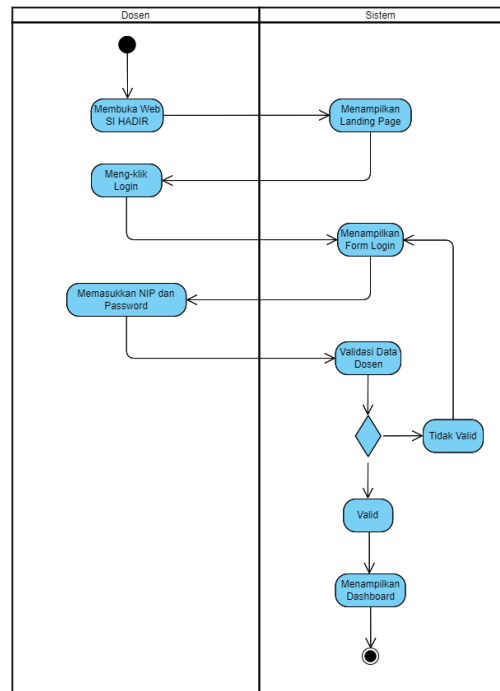 Dosen
Sistem
Membuka Web
SI HADIR
Menampilkan
Landing Page
Meng-klik
Login
Menampilkan
Form Login
Memasukkan NIP dan
Password
Validasi Data
Dosen
Tidak Valid
Valid
Menampilkan
Dashboard